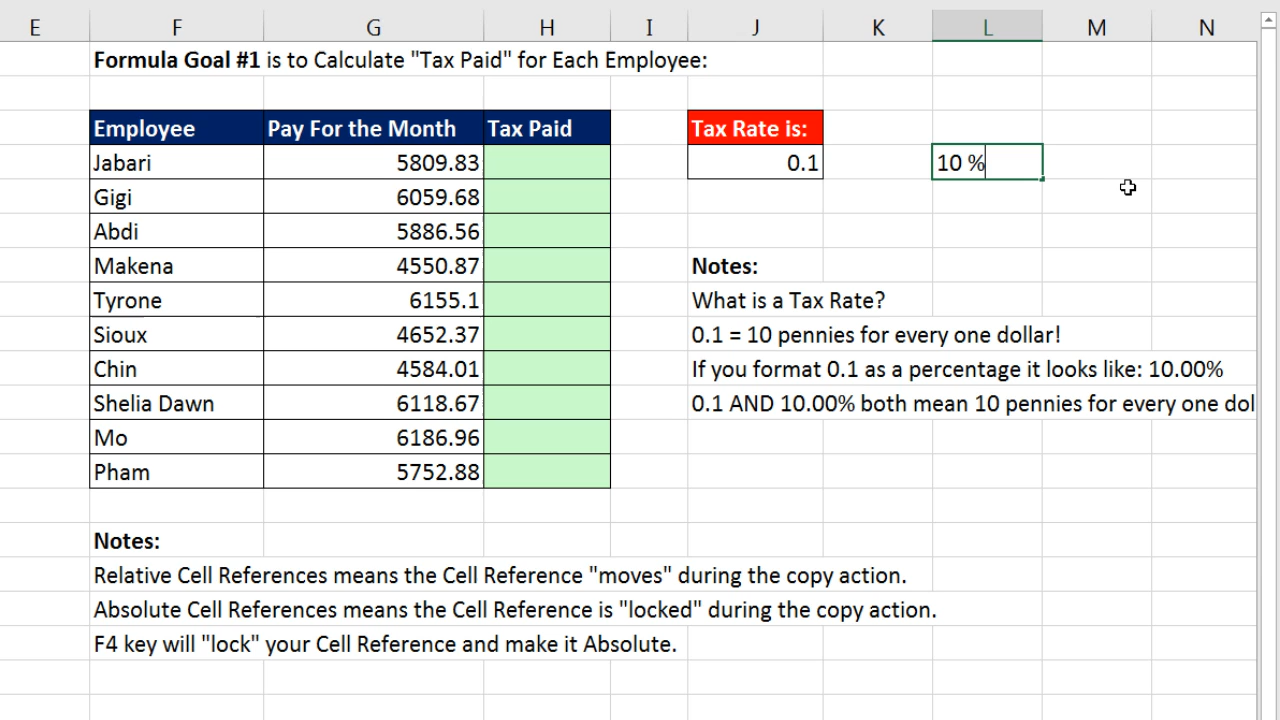 E F G H I J K L M N
Formula Goal #1 is to Calculate "Tax Paid" for Each Employee:
Employee Pay For the Month Tax Paid Tax Rate is:
Jabari 5809.83 0.1 10 %
Gigi 6059.68
Abdi 5886.56
Makena 4550.87 Notes:
Tyrone 6155.1 What is a Tax Rate?
Sioux 4652.37 0.1 = 10 pennies for every one dollar!
Chin 4584.01 If you format 0.1 as a percentage it looks like: 10.00%
Shelia Dawn 6118.67 0.1 AND 10.00% both mean 10 pennies for every one dol
Mo 6186.96
Pham 5752.88
Notes:
Relative Cell References means the Cell Reference "moves" during the copy action.
Absolute Cell References means the Cell Reference is "locked" during the copy action.
F4 key will "lock" your Cell Reference and make it Absolute.